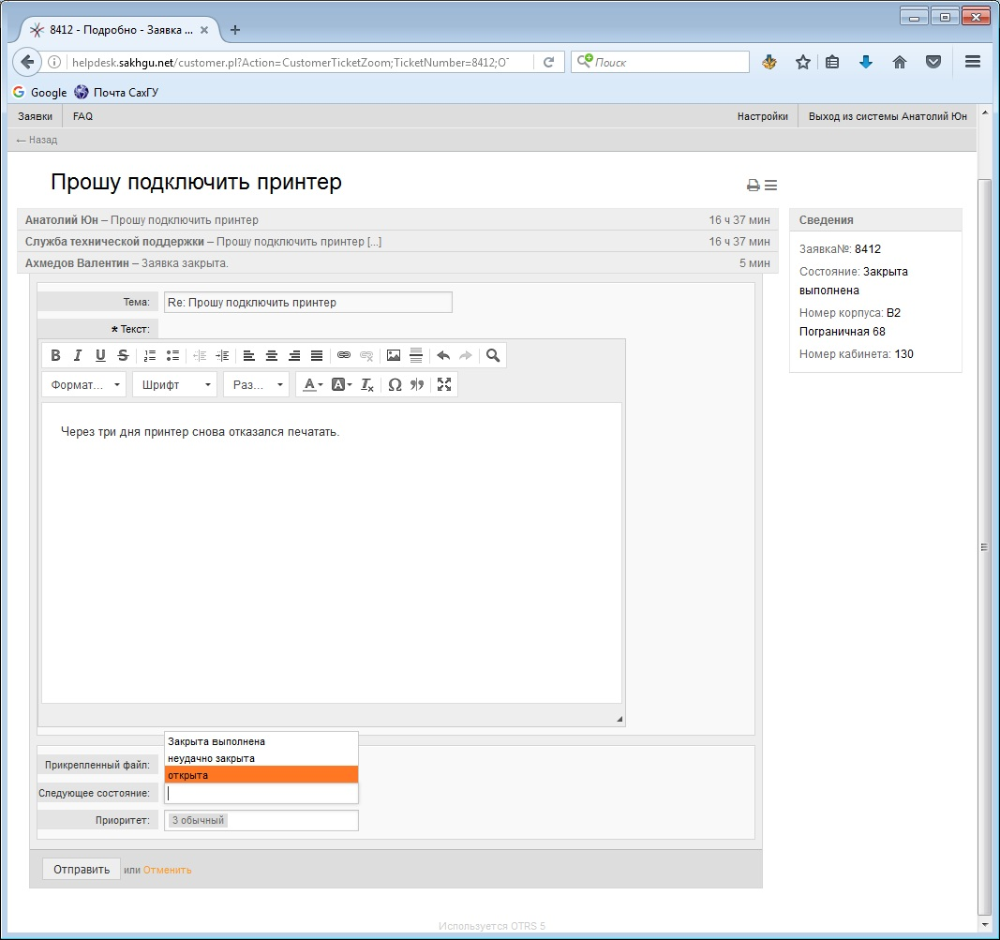 8412 - Подробно - Заявка ...
helpdesk.sakhgu.net/customer.pl?Action=CustomerTicketZoom;TicketNumber=8412;OT
Поиск
Google Почта СахГУ
Заявки FAQ Настройки Выход из системы Анатолий Юн
← Назад
Прошу подключить принтер
Анатолий Юн – Прошу подключить принтер 16 ч 37 мин
Служба технической поддержки – Прошу подключить принтер [...] 16 ч 37 мин
Ахмедов Валентин – Заявка закрыта. 5 мин
Сведения
Заявка№: 8412
Состояние: Закрыта
выполнена
Номер корпуса: B2
Пограничная 68
Номер кабинета: 130
Тема: Re: Прошу подключить принтер
* Текст:
B I U S
Формат... Шрифт Раз... A A Ix Ω
Через три дня принтер снова отказался печатать.
Закрыта выполнена
неудачно закрыта
открыта
Прикрепленный файл:
Следующее состояние:
Приоритет: 3 обычный
Отправить или Отменить
Используется OTRS 5